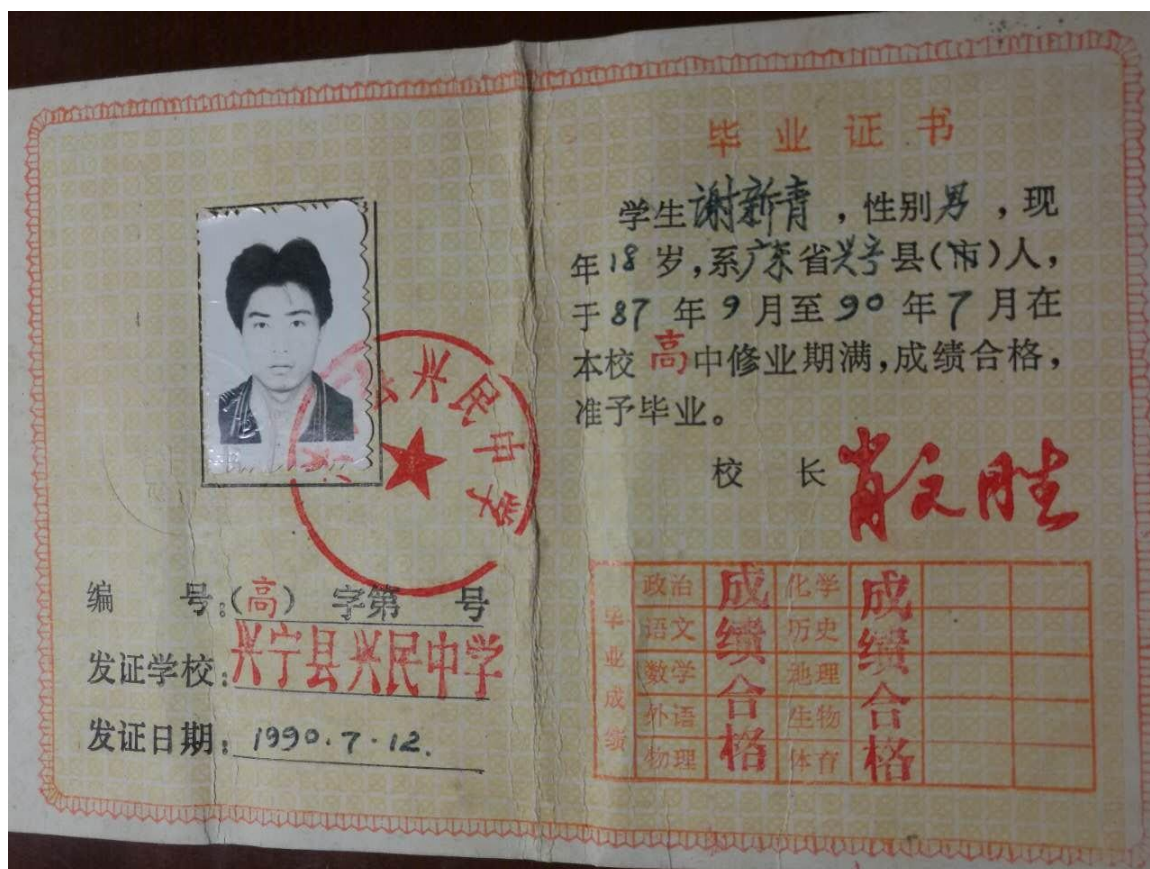 编 号:(高) 字第 号
发证学校:兴宁县兴民中学
发证日期:1990.7.12.
兴民中学
毕业证书
学生谢新青,性别男,现
年18岁,系广东省兴宁县(市)人,
于87年9月至90年7月在
本校高中修业期满,成绩合格,
准予毕业。
校 长 肖文胜
学业成绩
政治 化学
语文 历史
数学 地理
外语 生物
物理 体育
成绩合格
成绩合格